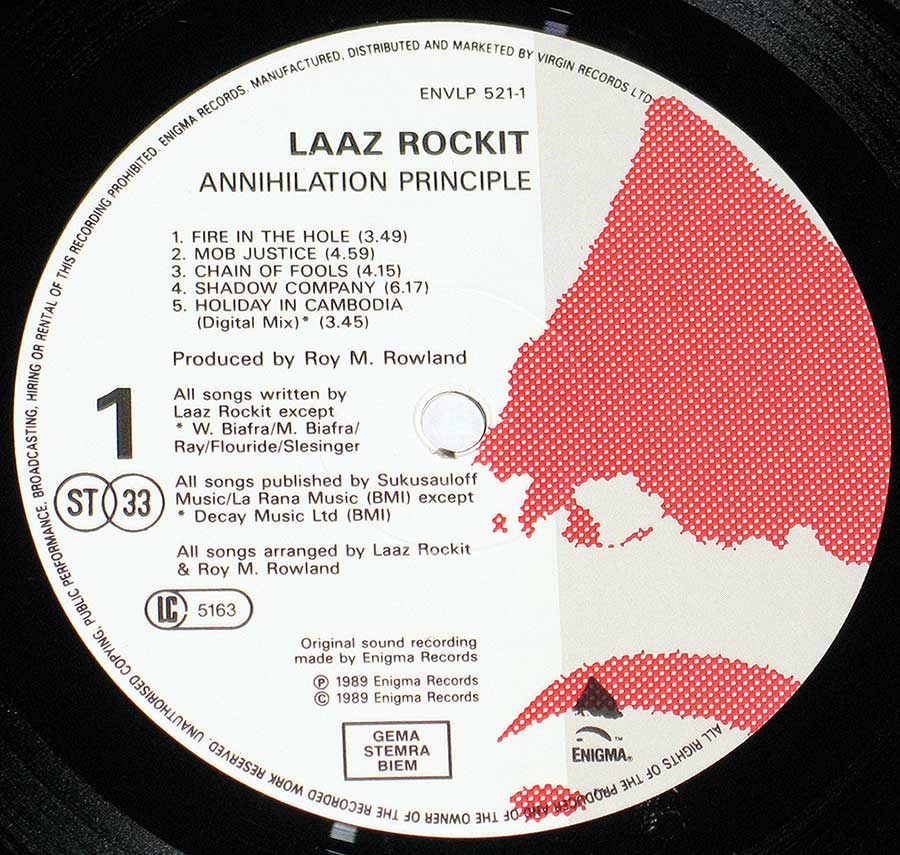 ENIGMA RECORDS. MANUFACTURED, DISTRIBUTED AND MARKETED BY VIRGIN RECORDS LTD.
ALL RIGHTS OF THE PRODUCER AND OF THE OWNER OF THE RECORDED WORK RESERVED. UNAUTHORISED COPYING, PUBLIC PERFORMANCE, BROADCASTING, HIRING OR RENTAL OF THIS RECORDING PROHIBITED.
ENVLP 521-1
LAAZ ROCKIT
ANNIHILATION PRINCIPLE
1. FIRE IN THE HOLE (3.49)
2. MOB JUSTICE (4.59)
3. CHAIN OF FOOLS (4.15)
4. SHADOW COMPANY (6.17)
5. HOLIDAY IN CAMBODIA
(Digital Mix)* (3.45)
Produced by Roy M. Rowland
1
All songs written by
Laaz Rockit except
* W. Biafra/M. Biafra/
Ray/Flouride/Slesinger
ST 33
All songs published by Sukusauloff
Music/La Rana Music (BMI) except
* Decay Music Ltd (BMI)
All songs arranged by Laaz Rockit
& Roy M. Rowland
LC 5163
Original sound recording
made by Enigma Records
Ⓟ 1989 Enigma Records
© 1989 Enigma Records
GEMA
STEMRA
BIEM
™
ENIGMA®